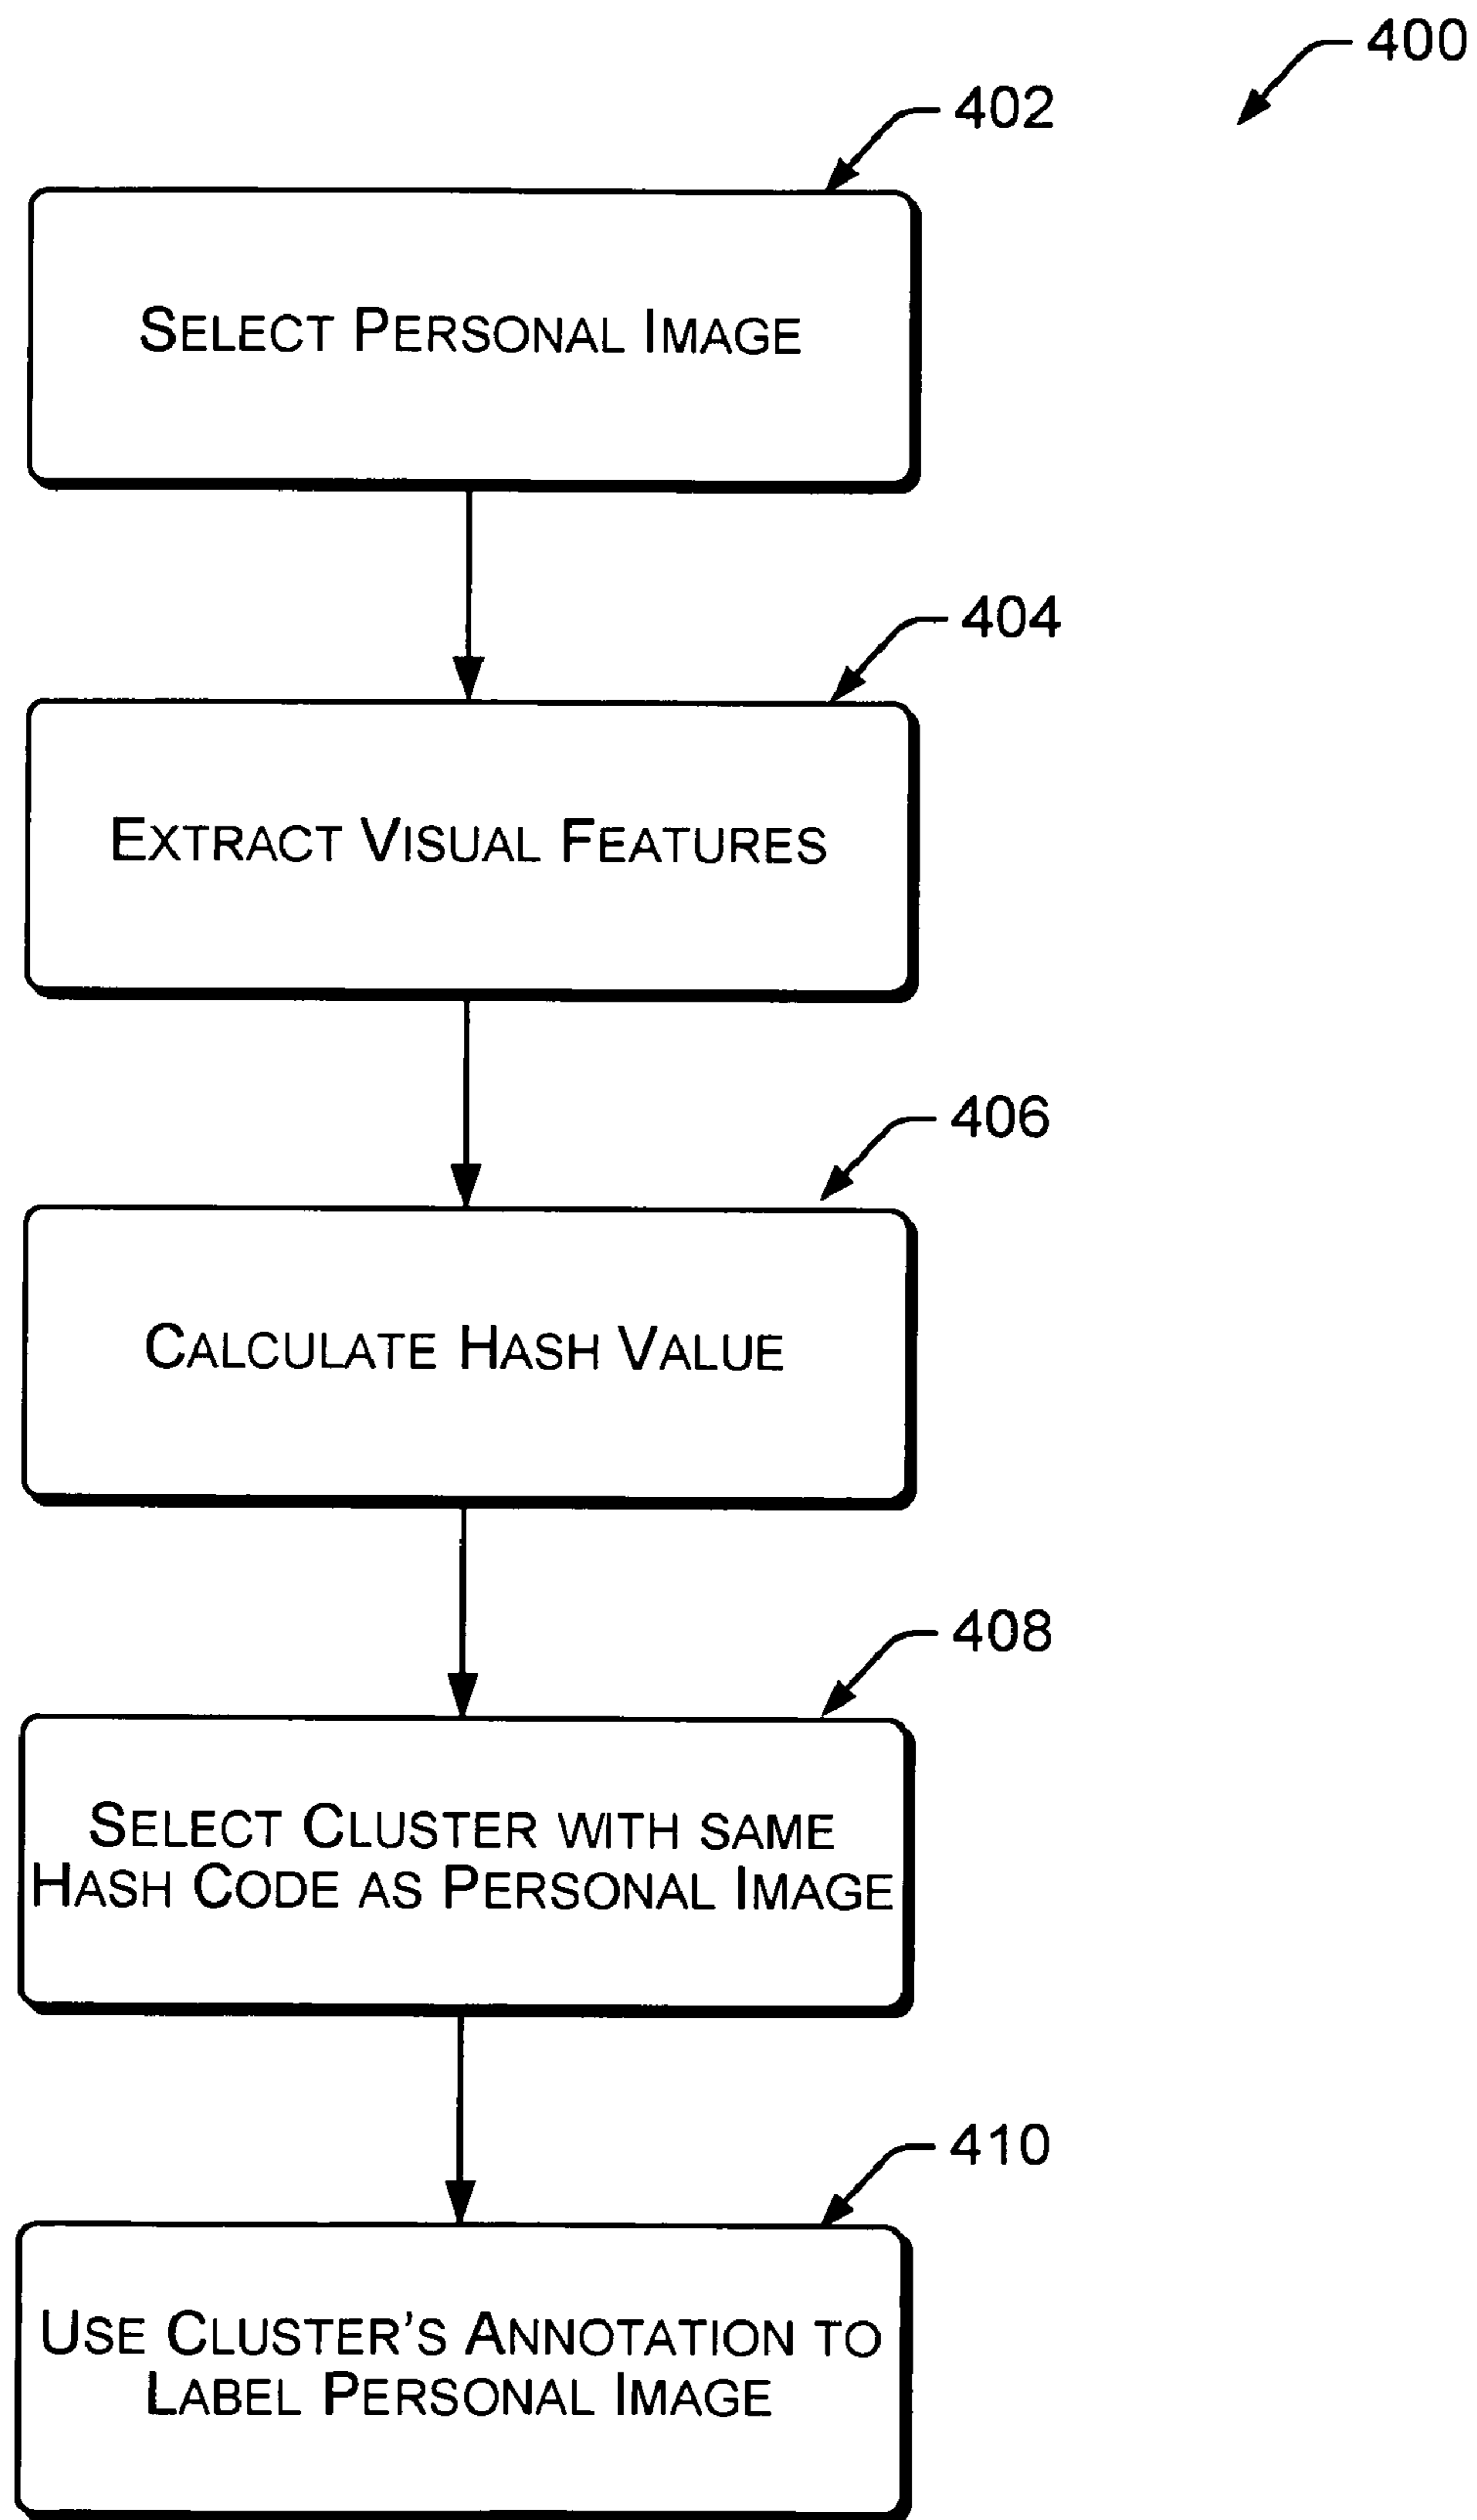 400
402
SELECT PERSONAL IMAGE
404
EXTRACT VISUAL FEATURES
406
CALCULATE HASH VALUE
408
SELECT CLUSTER WITH SAME
HASH CODE AS PERSONAL IMAGE
410
USE CLUSTER'S ANNOTATION TO
LABEL PERSONAL IMAGE